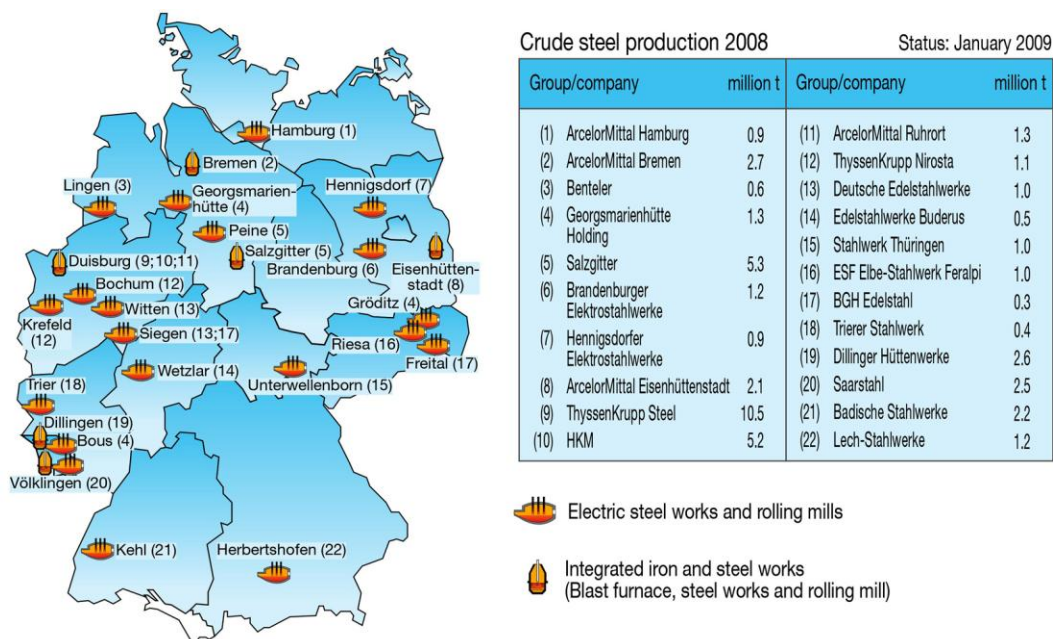 Hamburg (1)
Bremen (2)
Lingen (3)
Georgsmarien-
hütte (4)
Hennigsdorf (7)
Peine (5)
Salzgitter (5)
Brandenburg (6)
Eisenhütten-
stadt (8)
Duisburg (9;10;11)
Bochum (12)
Witten (13)
Krefeld
(12)
Siegen (13;17)
Gröditz (4)
Riesa (16)
Freital (17)
Wetzlar (14)
Unterwellenborn (15)
Trier (18)
Dillingen (19)
Bous (4)
Völklingen (20)
Kehl (21)
Herbertshofen (22)
Crude steel production 2008 Status: January 2009
Group/company million t
(1) ArcelorMittal Hamburg 0.9
(2) ArcelorMittal Bremen 2.7
(3) Benteler 0.6
(4) Georgsmarienhütte 1.3
Holding
(5) Salzgitter 5.3
(6) Brandenburger 1.2
Elektrostahlwerke
(7) Hennigsdorfer 0.9
Elektrostahlwerke
(8) ArcelorMittal Eisenhüttenstadt 2.1
(9) ThyssenKrupp Steel 10.5
(10) HKM 5.2
Group/company million t
(11) ArcelorMittal Ruhrort 1.3
(12) ThyssenKrupp Nirosta 1.1
(13) Deutsche Edelstahlwerke 1.0
(14) Edelstahlwerke Buderus 0.5
(15) Stahlwerk Thüringen 1.0
(16) ESF Elbe-Stahlwerk Feralpi 1.0
(17) BGH Edelstahl 0.3
(18) Trierer Stahlwerk 0.4
(19) Dillinger Hüttenwerke 2.6
(20) Saarstahl 2.5
(21) Badische Stahlwerke 2.2
(22) Lech-Stahlwerke 1.2
Electric steel works and rolling mills
Integrated iron and steel works
(Blast furnace, steel works and rolling mill)